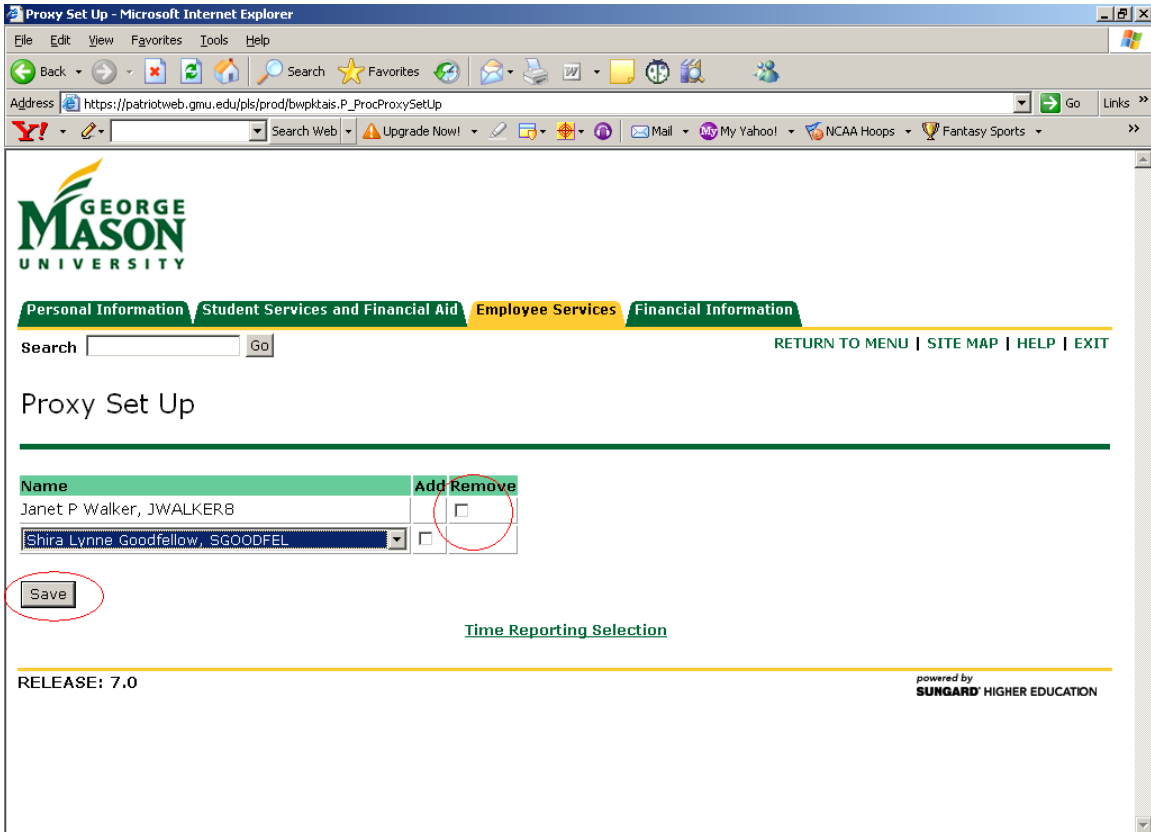 Proxy Set Up - Microsoft Internet Explorer
File Edit View Favorites Tools Help
Back Search Favorites
Address https://patriotweb.gmu.edu/pls/prod/bwpktais.P_ProcProxySetUp Go Links »
Y! Search Web Upgrade Now! Mail My My Yahoo! NCAA Hoops Fantasy Sports »
GEORGE
MASON
UNIVERSITY
Personal Information Student Services and Financial Aid Employee Services Financial Information
Search Go RETURN TO MENU | SITE MAP | HELP | EXIT
Proxy Set Up
Name Add Remove
Janet P Walker, JWALKER8
Shira Lynne Goodfellow, SGOODFEL
Save
Time Reporting Selection
RELEASE: 7.0 powered by
SUNGARD' HIGHER EDUCATION